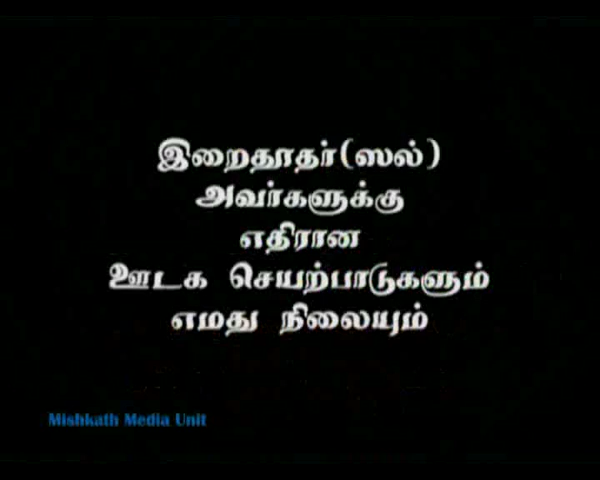 இறைதூதர்(ஸல்)
அவர்களுக்கு
எதிரான
ஊடக செயற்பாடுகளும்
எமது நிலையும்
Mishkath Media Unit